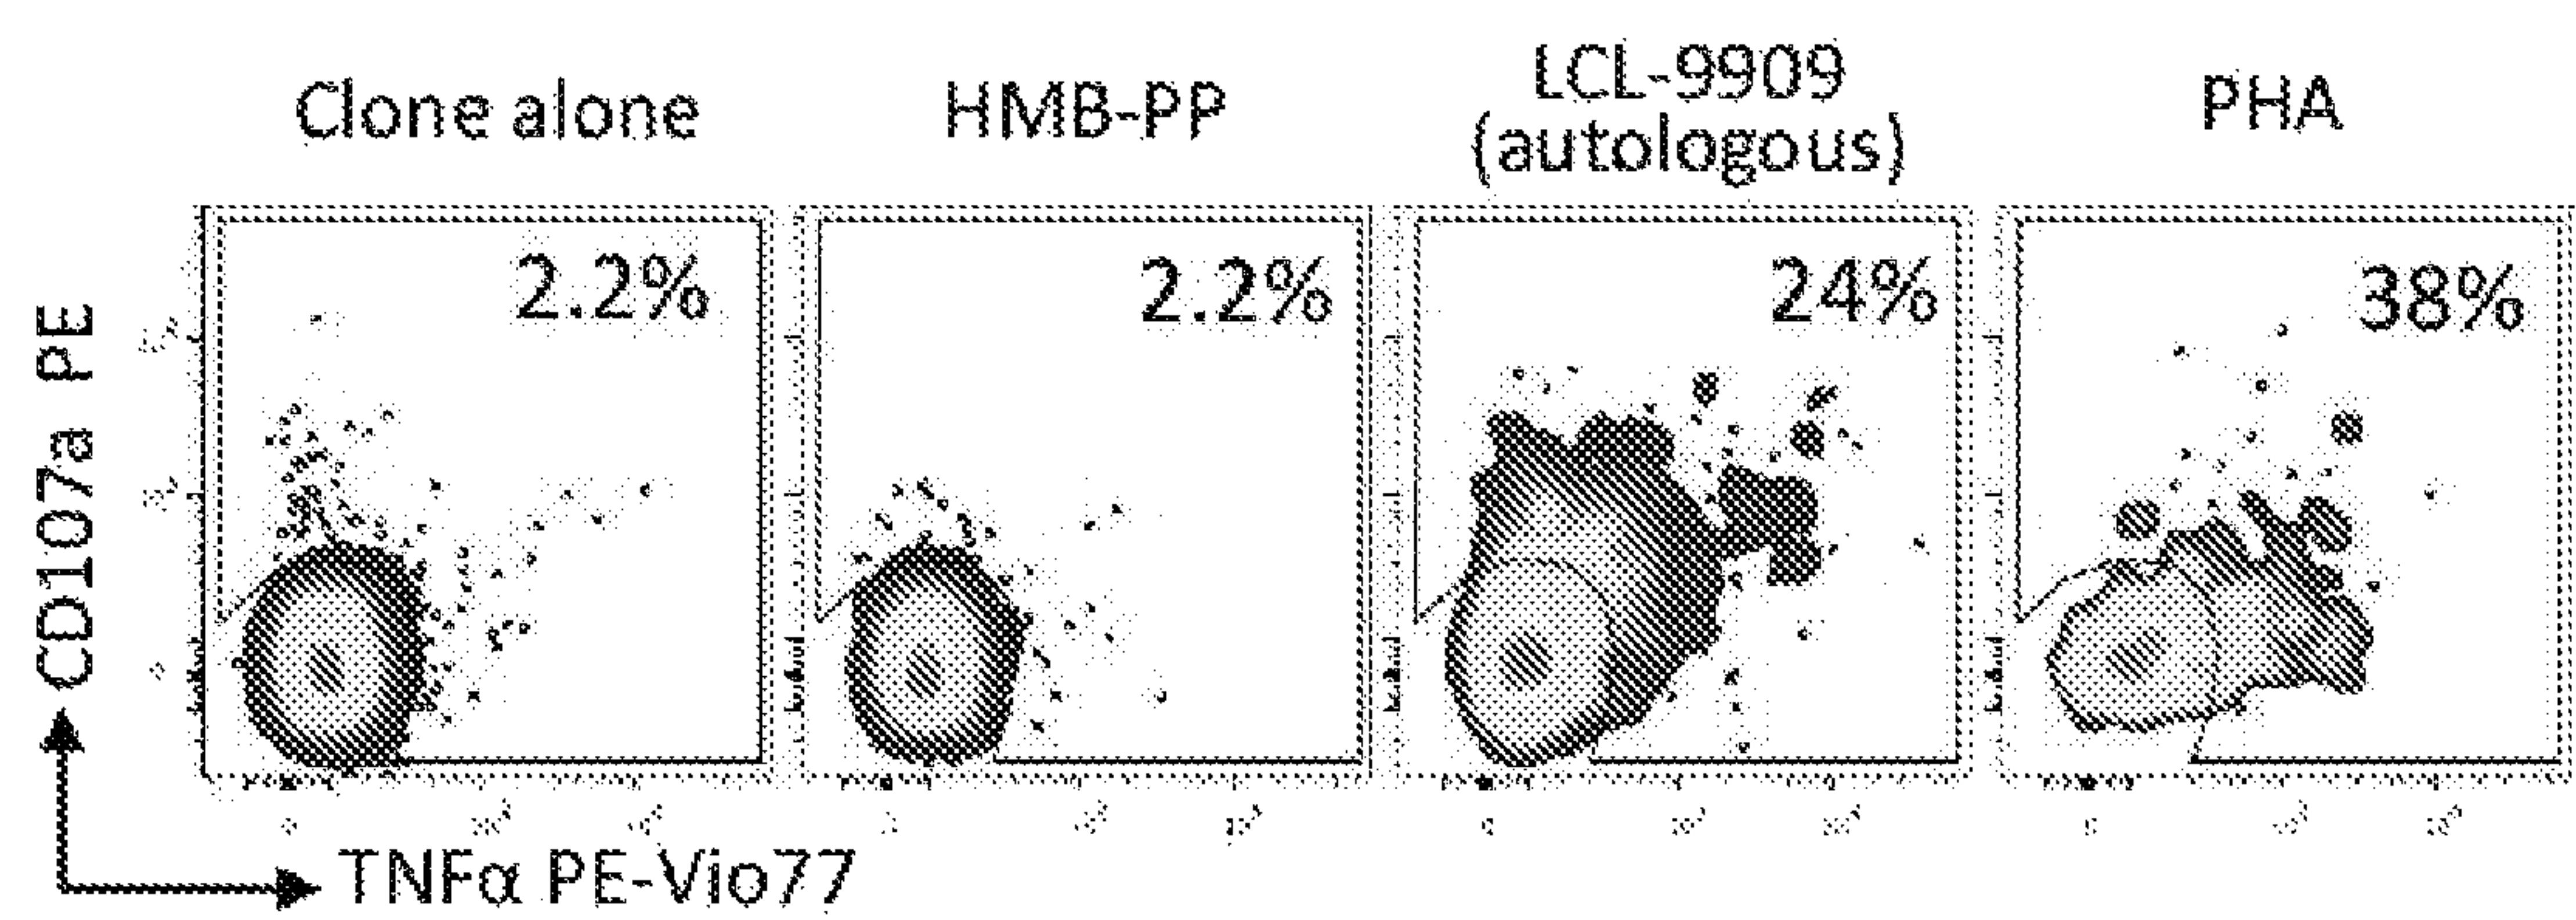 Clone alone
HMB-PP
LCL-9909
(autologous)
PHA
2.2%
2.2%
24%
38%
CD107a PE
TNFα PE-Vio77